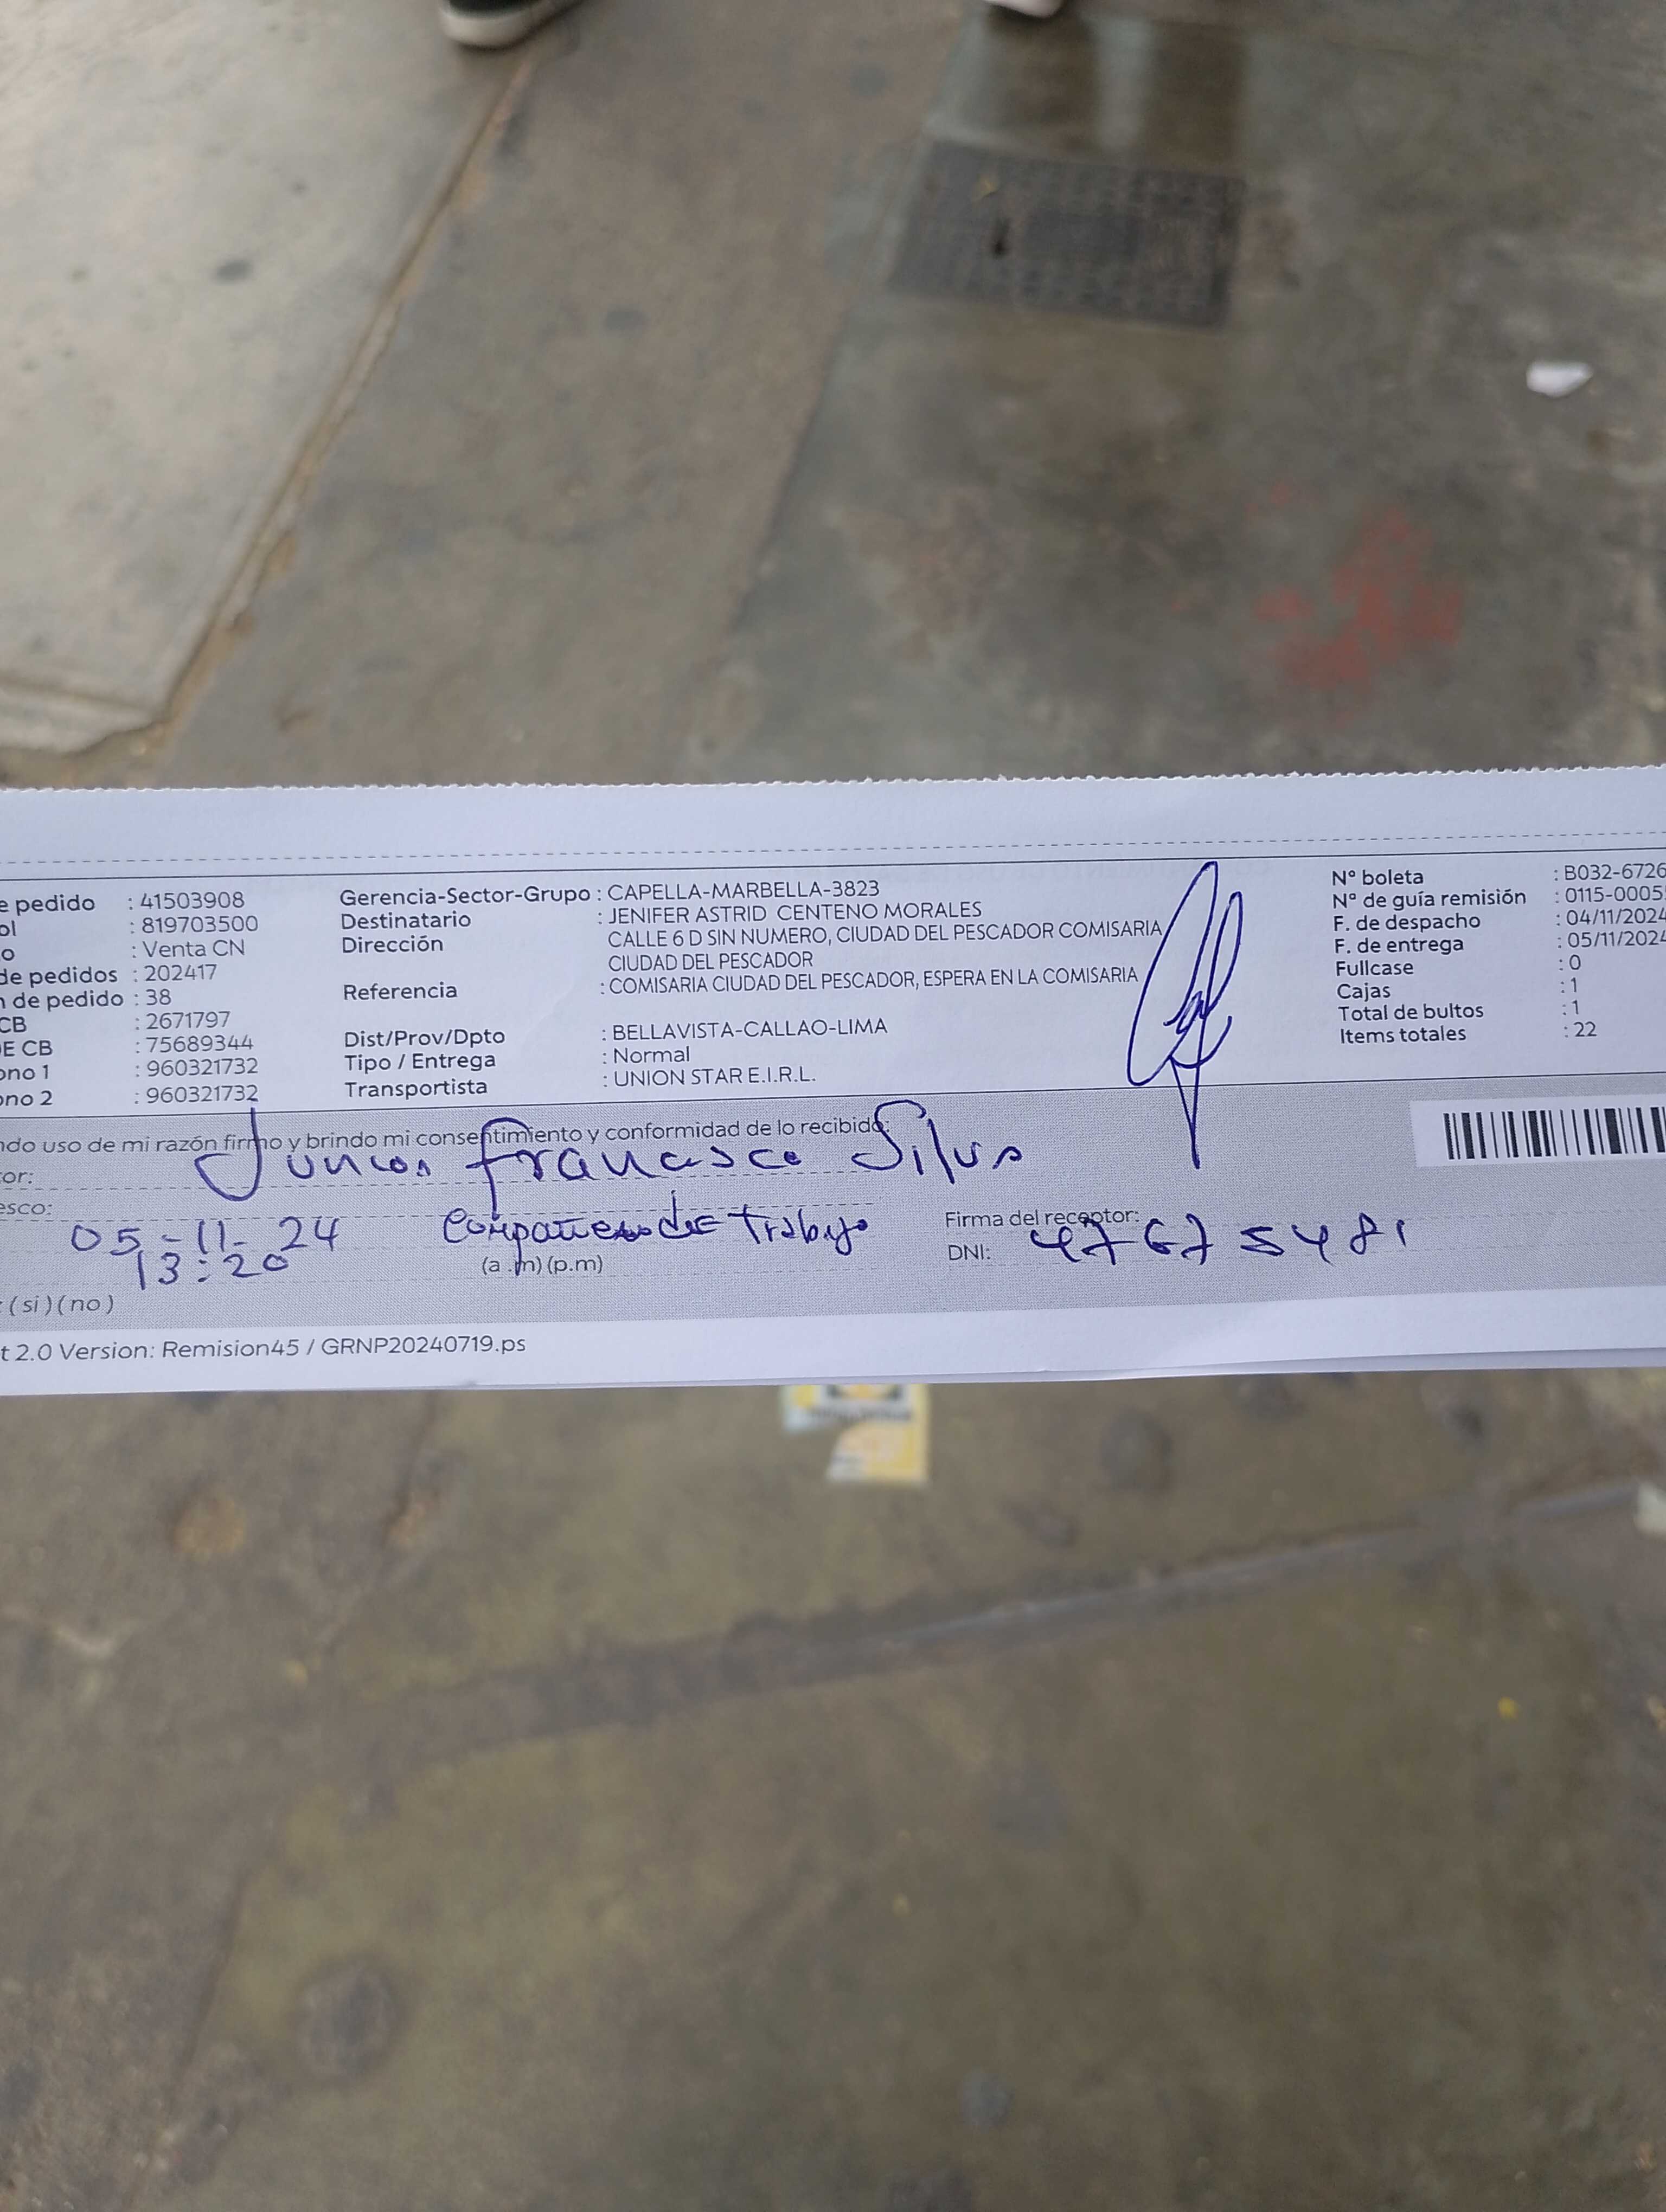 e pedido : 41503908
ol : 819703500
o : Venta CN
de pedidos : 202417
n de pedido : 38
CB : 2671797
E CB : 75689344
ono 1 : 960321732
ono 2 : 960321732
Gerencia-Sector-Grupo : CAPELLA-MARBELLA-3823
Destinatario : JENIFER ASTRID CENTENO MORALES
Dirección CALLE 6 D SIN NUMERO, CIUDAD DEL PESCADOR COMISARIA
CIUDAD DEL PESCADOR
Referencia : COMISARIA CIUDAD DEL PESCADOR, ESPERA EN LA COMISARIA
Dist/Prov/Dpto : BELLAVISTA-CALLAO-LIMA
Tipo / Entrega : Normal
Transportista : UNION STAR E.I.R.L.
N° boleta : B032-6726
N° de guía remisión : 0115-0005
F. de despacho : 04/11/2024
F. de entrega : 05/11/2024
Fullcase : 0
Cajas : 1
Total de bultos : 1
Items totales : 22
ndo uso de mi razón firmo y brindo mi consentimiento y conformidad de lo recibido:
or: Junior Francisco Silva
esco: Compañero de Trabajo
05-11-24
13:20 (a .m) (p.m)
Firma del receptor:
DNI: 47675481
: ( si ) ( no )
t 2.0 Version: Remision45 / GRNP20240719.ps